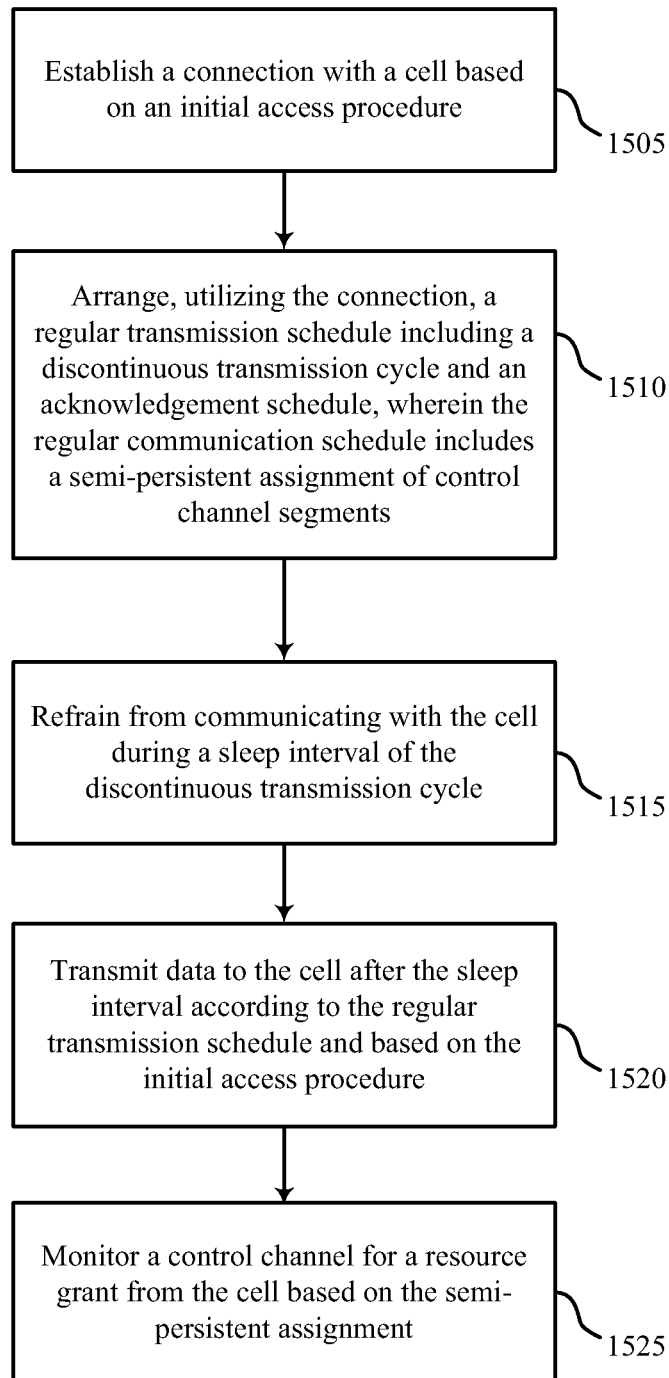 Establish a connection with a cell based
on an initial access procedure
1505
Arrange, utilizing the connection, a
regular transmission schedule including a
discontinuous transmission cycle and an
acknowledgement schedule, wherein the
regular communication schedule includes
a semi-persistent assignment of control
channel segments
1510
Refrain from communicating with the cell
during a sleep interval of the
discontinuous transmission cycle
1515
Transmit data to the cell after the sleep
interval according to the regular
transmission schedule and based on the
initial access procedure
1520
Monitor a control channel for a resource
grant from the cell based on the semi-
persistent assignment
1525